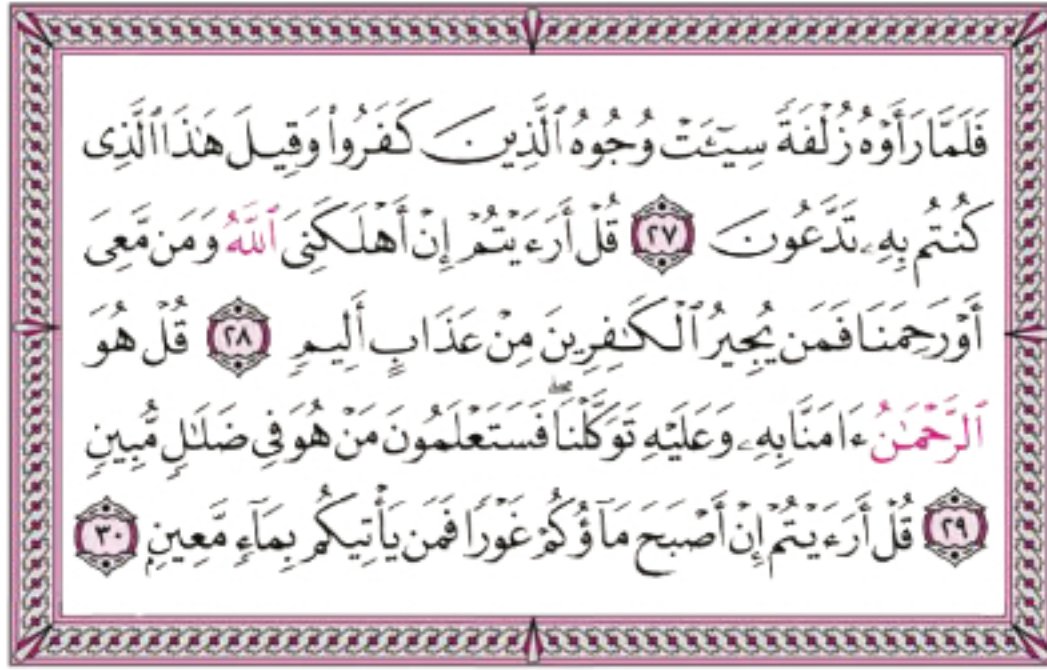 فَلَمَّا رَأَوْهُ زُلْفَةً سِيٓـَٔتْ وُجُوهُ ٱلَّذِينَ كَفَرُوا۟ وَقِيلَ هَـٰذَا ٱلَّذِى
كُنتُم بِهِۦ تَدَّعُونَ ٢٧ قُلْ أَرَءَيْتُمْ إِنْ أَهْلَكَنِىَ ٱللَّهُ وَمَن مَّعِىَ
أَوْ رَحِمَنَا فَمَن يُجِيرُ ٱلْكَـٰفِرِينَ مِنْ عَذَابٍ أَلِيمٍ ٢٨ قُلْ هُوَ
ٱلرَّحْمَـٰنُ ءَامَنَّا بِهِۦ وَعَلَيْهِ تَوَكَّلْنَا ۖ فَسَتَعْلَمُونَ مَنْ هُوَ فِى ضَلَـٰلٍ مُّبِينٍ
٢٩ قُلْ أَرَءَيْتُمْ إِنْ أَصْبَحَ مَآؤُكُمْ غَوْرًا فَمَن يَأْتِيكُم بِمَآءٍ مَّعِينٍۭ ٣٠